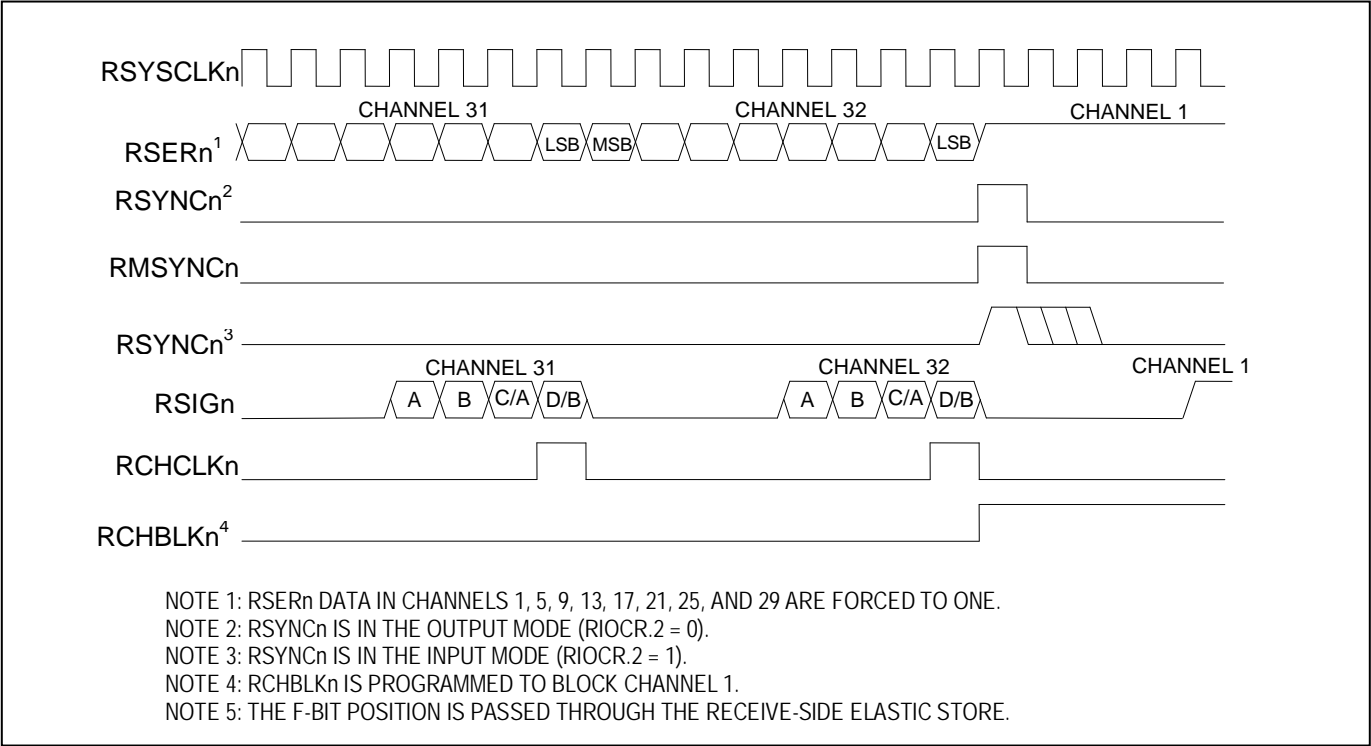 RSYSCLKn
CHANNEL 31 CHANNEL 32 CHANNEL 1
RSERn1 LSB MSB LSB
RSYNCn2
RMSYNCn
RSYNCn3
CHANNEL 31 CHANNEL 32 CHANNEL 1
RSIGn A B C/A D/B A B C/A D/B
RCHCLKn
RCHBLKn4
NOTE 1: RSERn DATA IN CHANNELS 1, 5, 9, 13, 17, 21, 25, AND 29 ARE FORCED TO ONE.
NOTE 2: RSYNCn IS IN THE OUTPUT MODE (RIOCR.2 = 0).
NOTE 3: RSYNCn IS IN THE INPUT MODE (RIOCR.2 = 1).
NOTE 4: RCHBLKn IS PROGRAMMED TO BLOCK CHANNEL 1.
NOTE 5: THE F-BIT POSITION IS PASSED THROUGH THE RECEIVE-SIDE ELASTIC STORE.